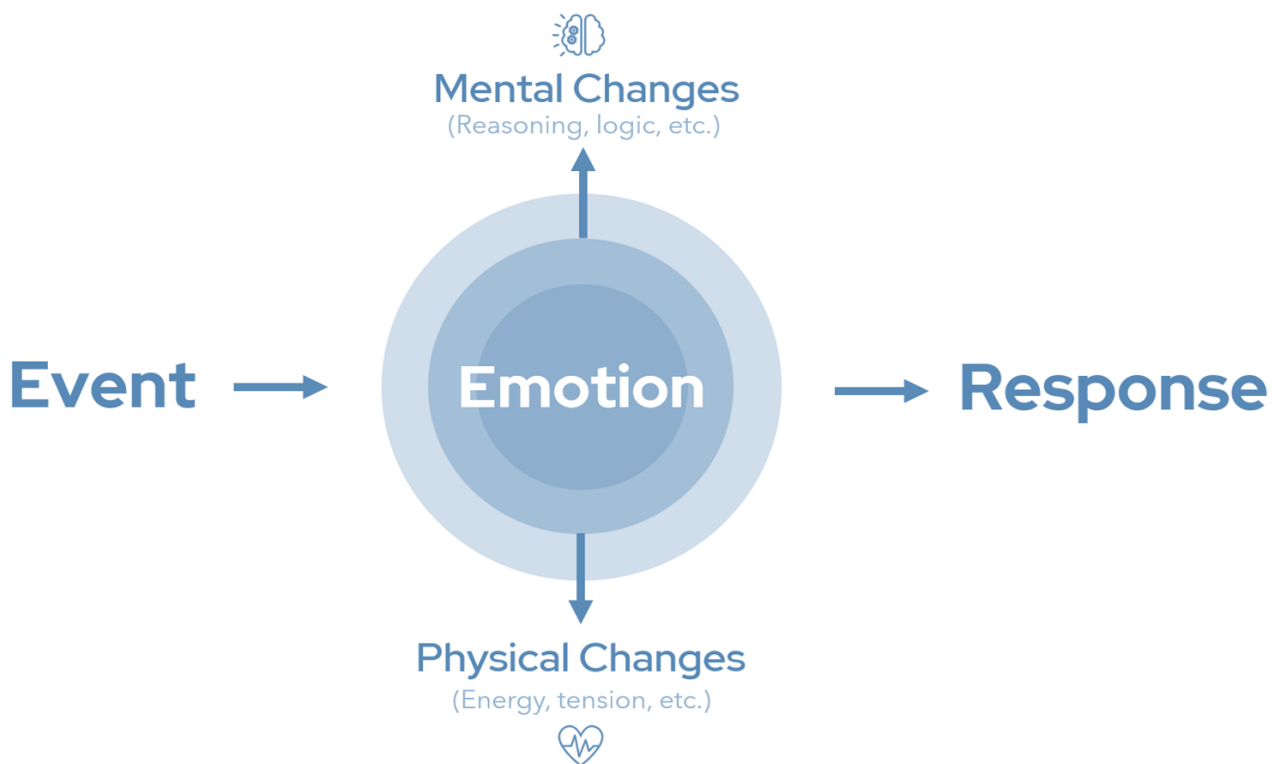 Mental Changes
(Reasoning, logic, etc.)
Event
Emotion
Response
Physical Changes
(Energy, tension, etc.)